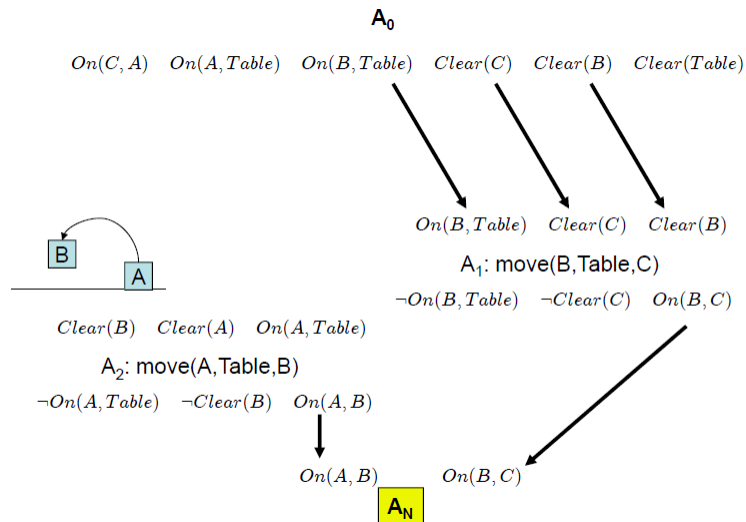 A₀
On(C, A) On(A, Table) On(B, Table) Clear(C) Clear(B) Clear(Table)
On(B, Table) Clear(C) Clear(B)
A₁: move(B,Table,C)
¬On(B, Table) ¬Clear(C) On(B, C)
B
A
Clear(B) Clear(A) On(A, Table)
A₂: move(A,Table,B)
¬On(A, Table) ¬Clear(B) On(A, B)
On(A, B) On(B, C)
A_N